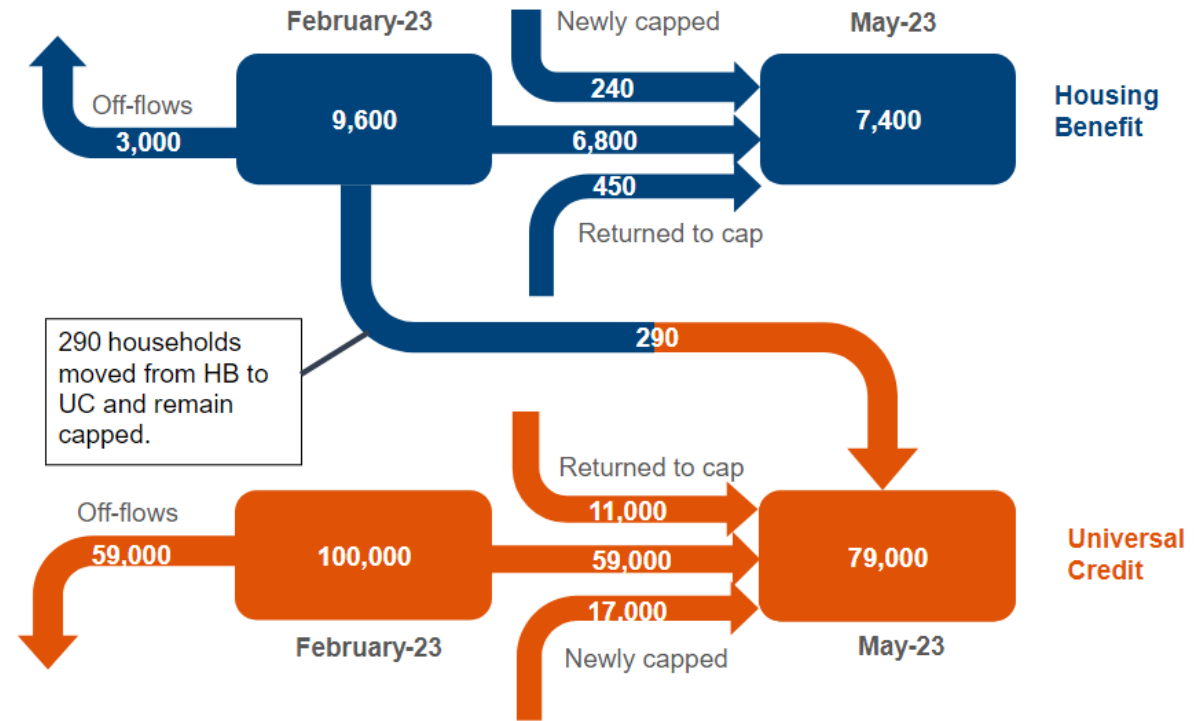 February-23
Newly capped
May-23
Off-flows
3,000
9,600
240
6,800
450
7,400
Housing
Benefit
Returned to cap
290 households
moved from HB to
UC and remain
capped.
290
Returned to cap
Off-flows
59,000
100,000
11,000
59,000
17,000
79,000
Universal
Credit
February-23
Newly capped
May-23